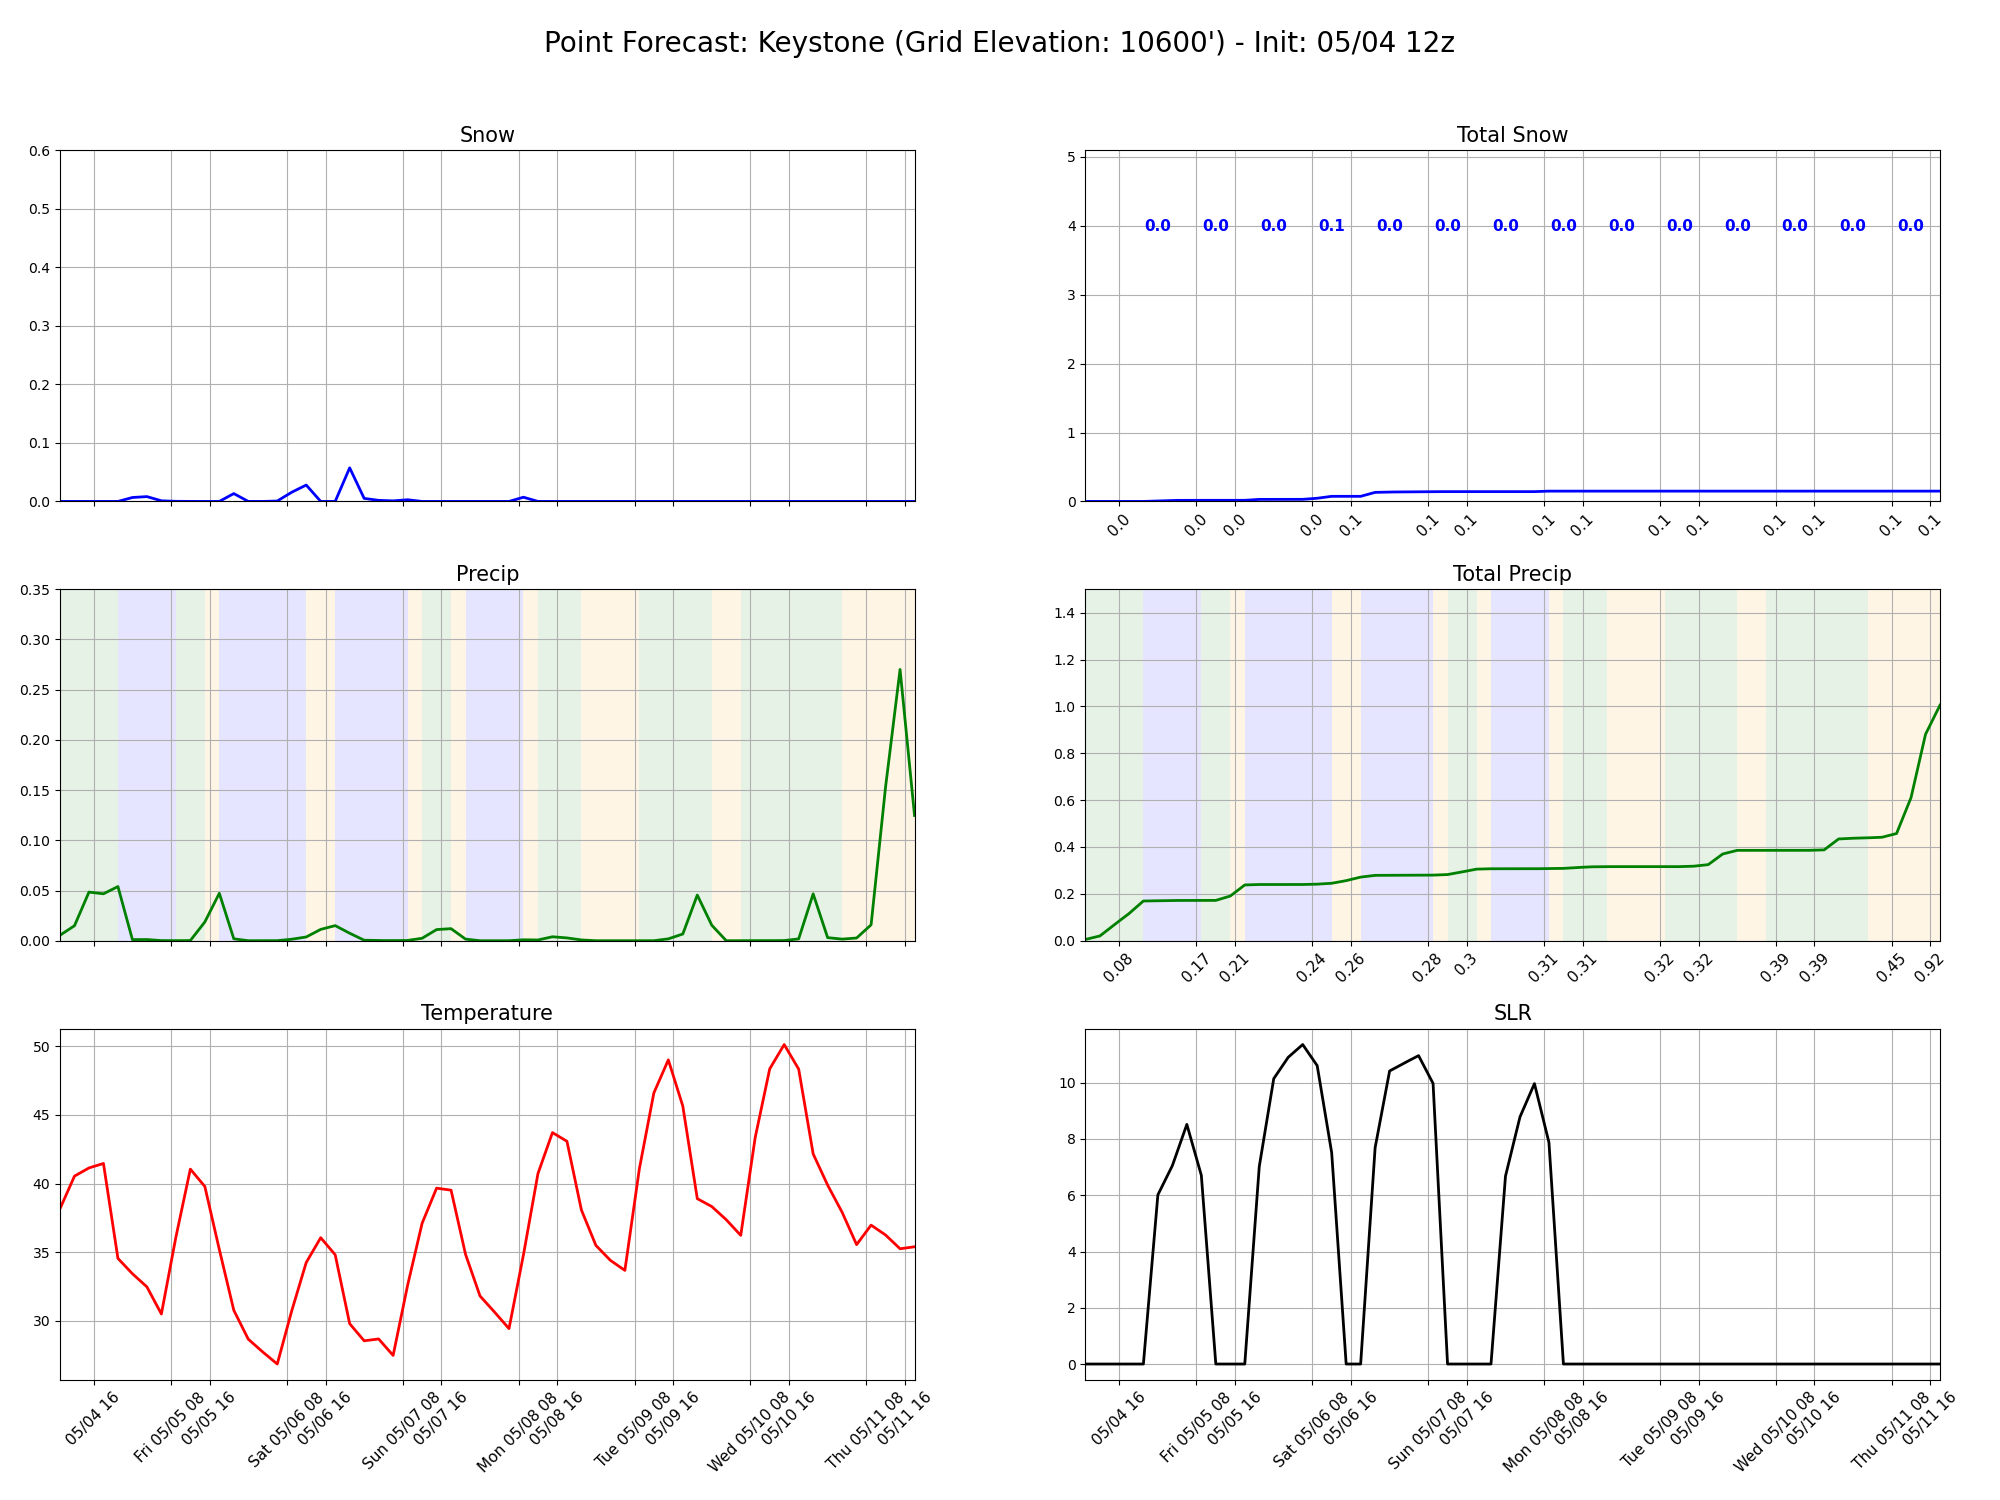 Point Forecast: Keystone (Grid Elevation: 10600') - Init: 05/04 12z
Snow
0.6
0.5
0.4
0.3
0.2
0.1
0.0
Total Snow
5
4
3
2
1
0
0.0 0.0 0.0 0.1 0.0 0.0 0.0 0.0 0.0 0.0 0.0 0.0 0.0 0.0
0.0 0.0 0.0 0.0 0.1 0.1 0.1 0.1 0.1 0.1 0.1 0.1 0.1 0.1 0.1
Precip
0.35
0.30
0.25
0.20
0.15
0.10
0.05
0.00
Total Precip
1.4
1.2
1.0
0.8
0.6
0.4
0.2
0.0
0.08 0.17 0.21 0.24 0.26 0.28 0.3 0.31 0.31 0.32 0.32 0.39 0.39 0.45 0.92
Temperature
50
45
40
35
30
05/04 16
Fri 05/05 08
05/05 16
Sat 05/06 08
05/06 16
Sun 05/07 08
05/07 16
Mon 05/08 08
05/08 16
Tue 05/09 08
05/09 16
Wed 05/10 08
05/10 16
Thu 05/11 08
05/11 16
SLR
10
8
6
4
2
0
05/04 16
Fri 05/05 08
05/05 16
Sat 05/06 08
05/06 16
Sun 05/07 08
05/07 16
Mon 05/08 08
05/08 16
Tue 05/09 08
05/09 16
Wed 05/10 08
05/10 16
Thu 05/11 08
05/11 16